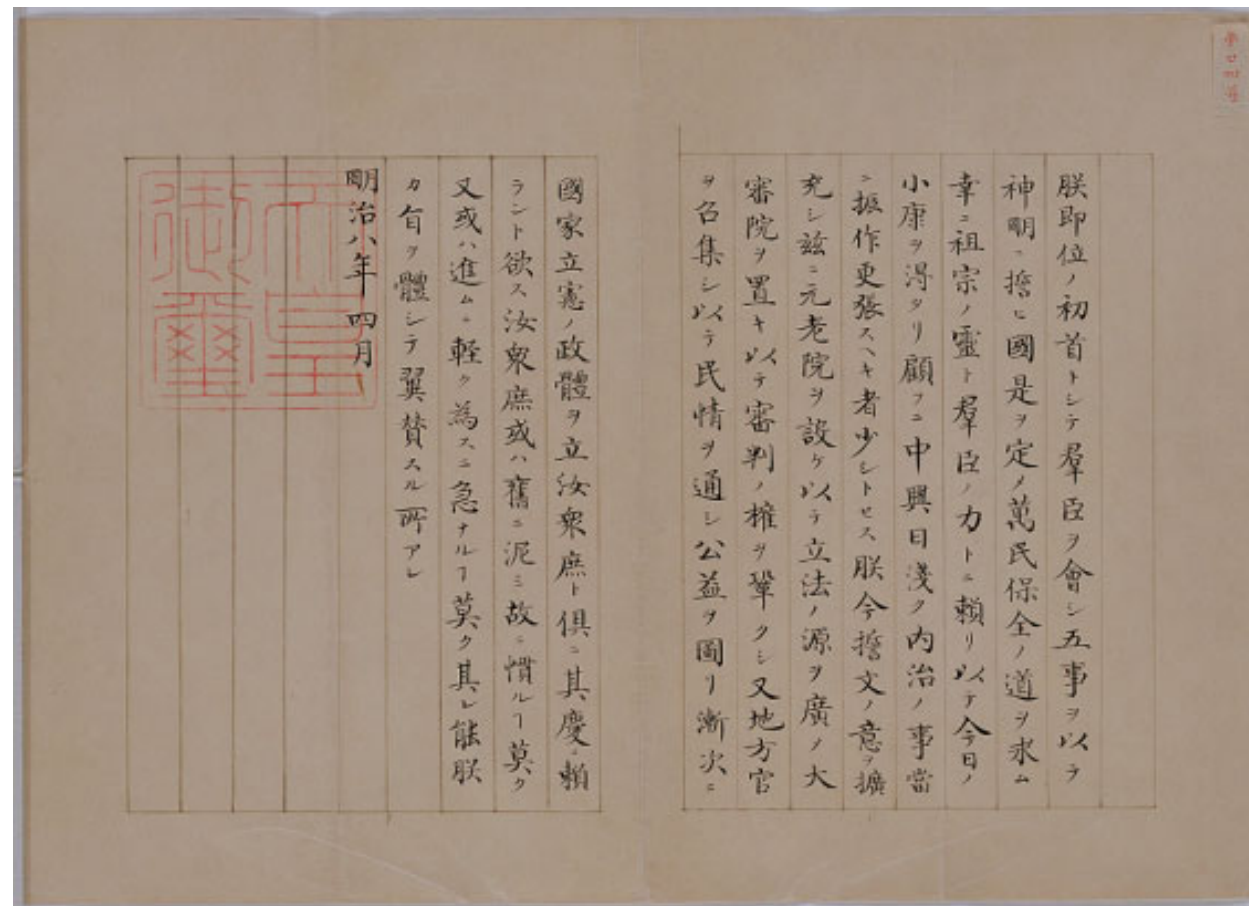 朕即位ノ初首トシテ羣臣ヲ會シ五事ヲ以テ
神明ニ誓ヒ國是ヲ定メ萬民保全ノ道ヲ求ム
幸ニ祖宗ノ靈ト羣臣ノ力トニ賴リ以テ今日ノ
小康ヲ得タリ顧フニ中興日淺ク內治ノ事當
ニ振作更張スヘキ者少シトセス朕今誓文ノ意ヲ擴
充シ茲ニ元老院ヲ設ケ以テ立法ノ源ヲ廣メ大
審院ヲ置キ以テ審判ノ權ヲ鞏クシ又地方官
ヲ召集シ以テ民情ヲ通シ公益ヲ圖リ漸次ニ
國家立憲ノ政體ヲ立汝衆庶ト俱ニ其慶ニ賴
ラント欲ス汝衆庶或ハ舊ニ泥ミ故ニ慣ルヿ莫ク
又或ハ進ムニ軽ク為スニ急ナルヿ莫ク其レ能朕
カ旨ヲ體シテ翼賛スル所アレ
明治八年四月
天皇
御璽